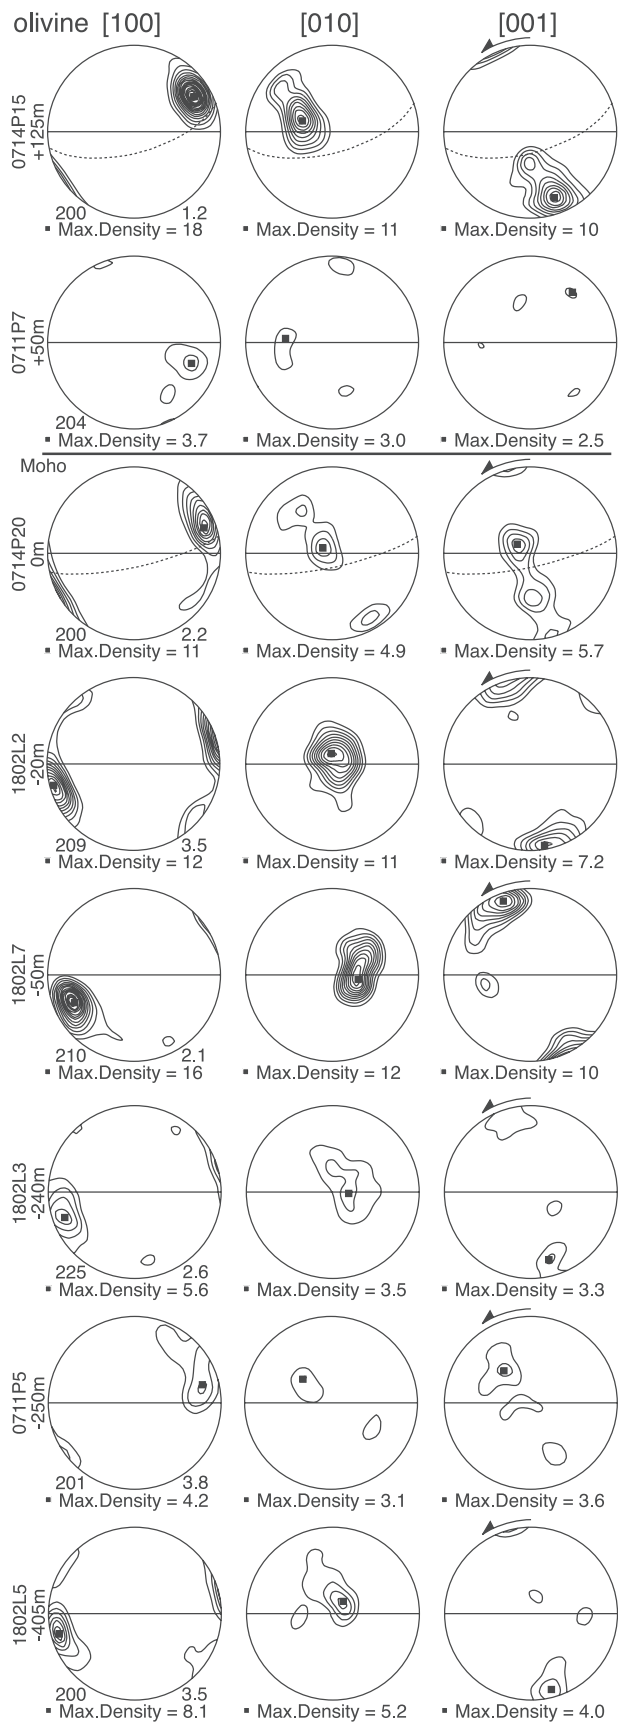 olivine [100] [010] [001]
0714P15
+125m
200 1.2
▪ Max.Density = 18 ▪ Max.Density = 11 ▪ Max.Density = 10
0711P7
+50m
204
▪ Max.Density = 3.7 ▪ Max.Density = 3.0 ▪ Max.Density = 2.5
Moho
0714P20
0m
200 2.2
▪ Max.Density = 11 ▪ Max.Density = 4.9 ▪ Max.Density = 5.7
1802L2
-20m
209 3.5
▪ Max.Density = 12 ▪ Max.Density = 11 ▪ Max.Density = 7.2
1802L7
-50m
210 2.1
▪ Max.Density = 16 ▪ Max.Density = 12 ▪ Max.Density = 10
1802L3
-240m
225 2.6
▪ Max.Density = 5.6 ▪ Max.Density = 3.5 ▪ Max.Density = 3.3
0711P5
-250m
201 3.8
▪ Max.Density = 4.2 ▪ Max.Density = 3.1 ▪ Max.Density = 3.6
1802L5
-405m
200 3.5
▪ Max.Density = 8.1 ▪ Max.Density = 5.2 ▪ Max.Density = 4.0